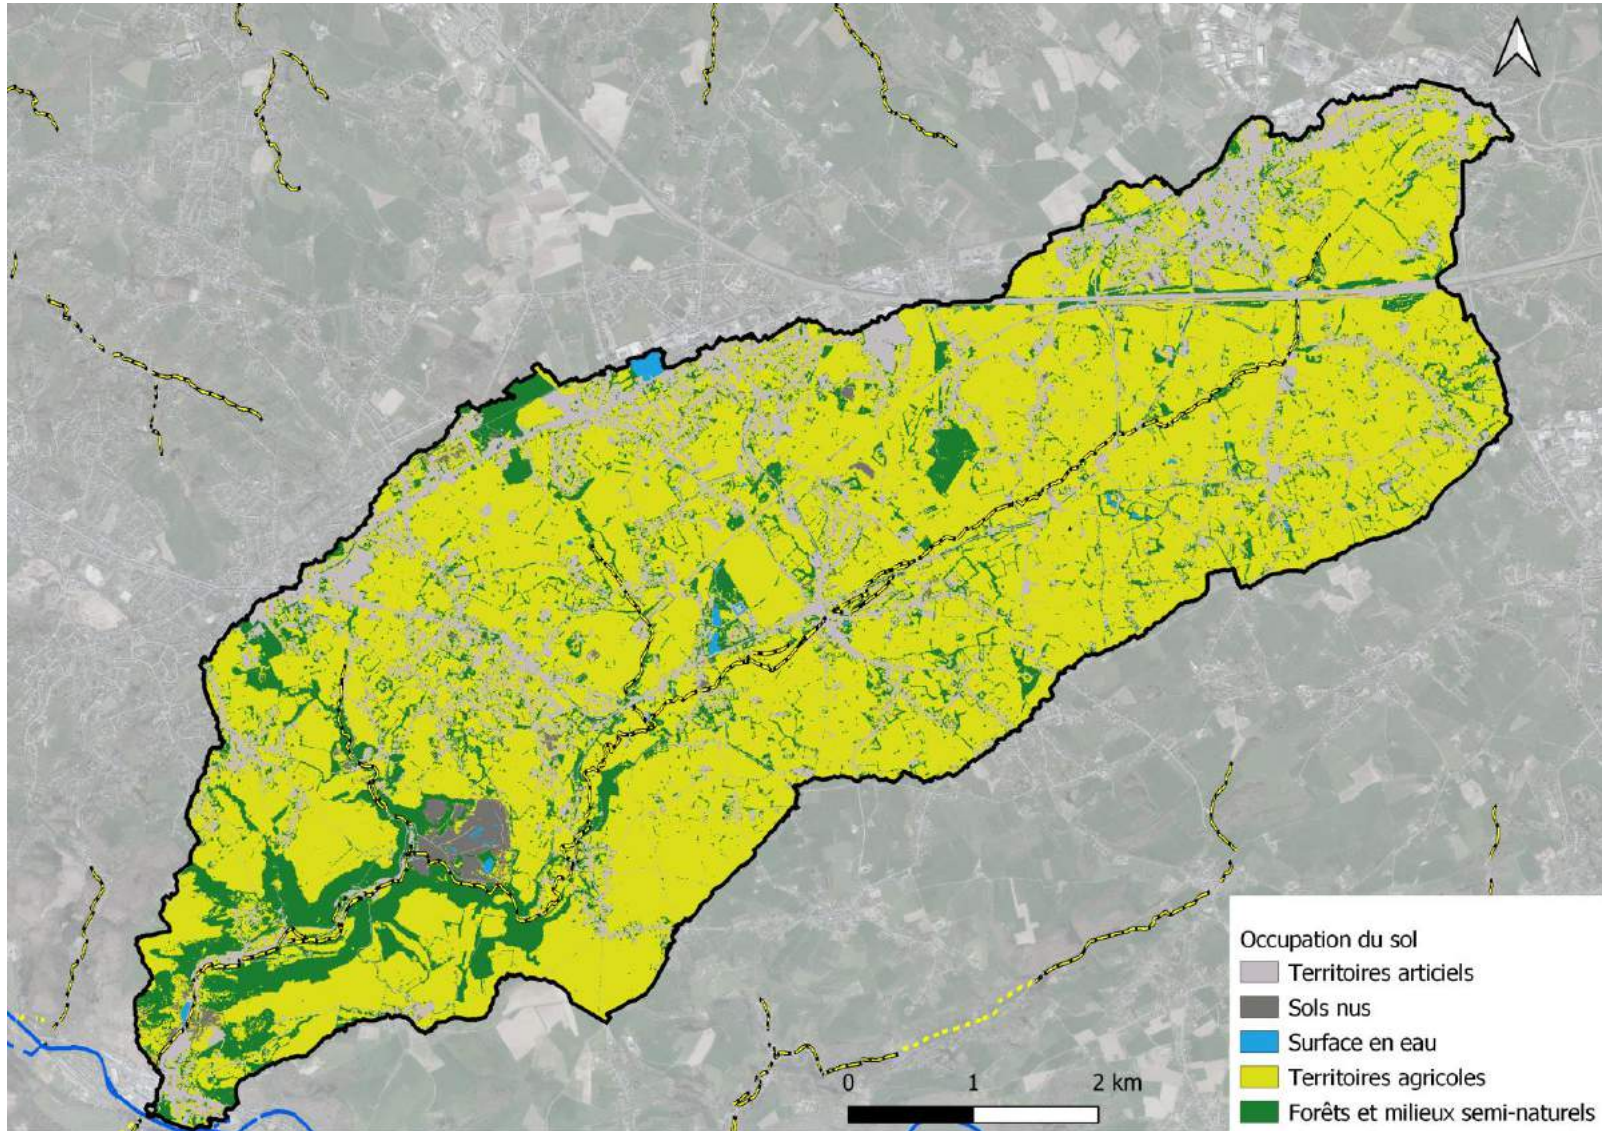 Occupation du sol
Territoires articiels
Sols nus
Surface en eau
Territoires agricoles
Forêts et milieux semi-naturels
0 1 2 km